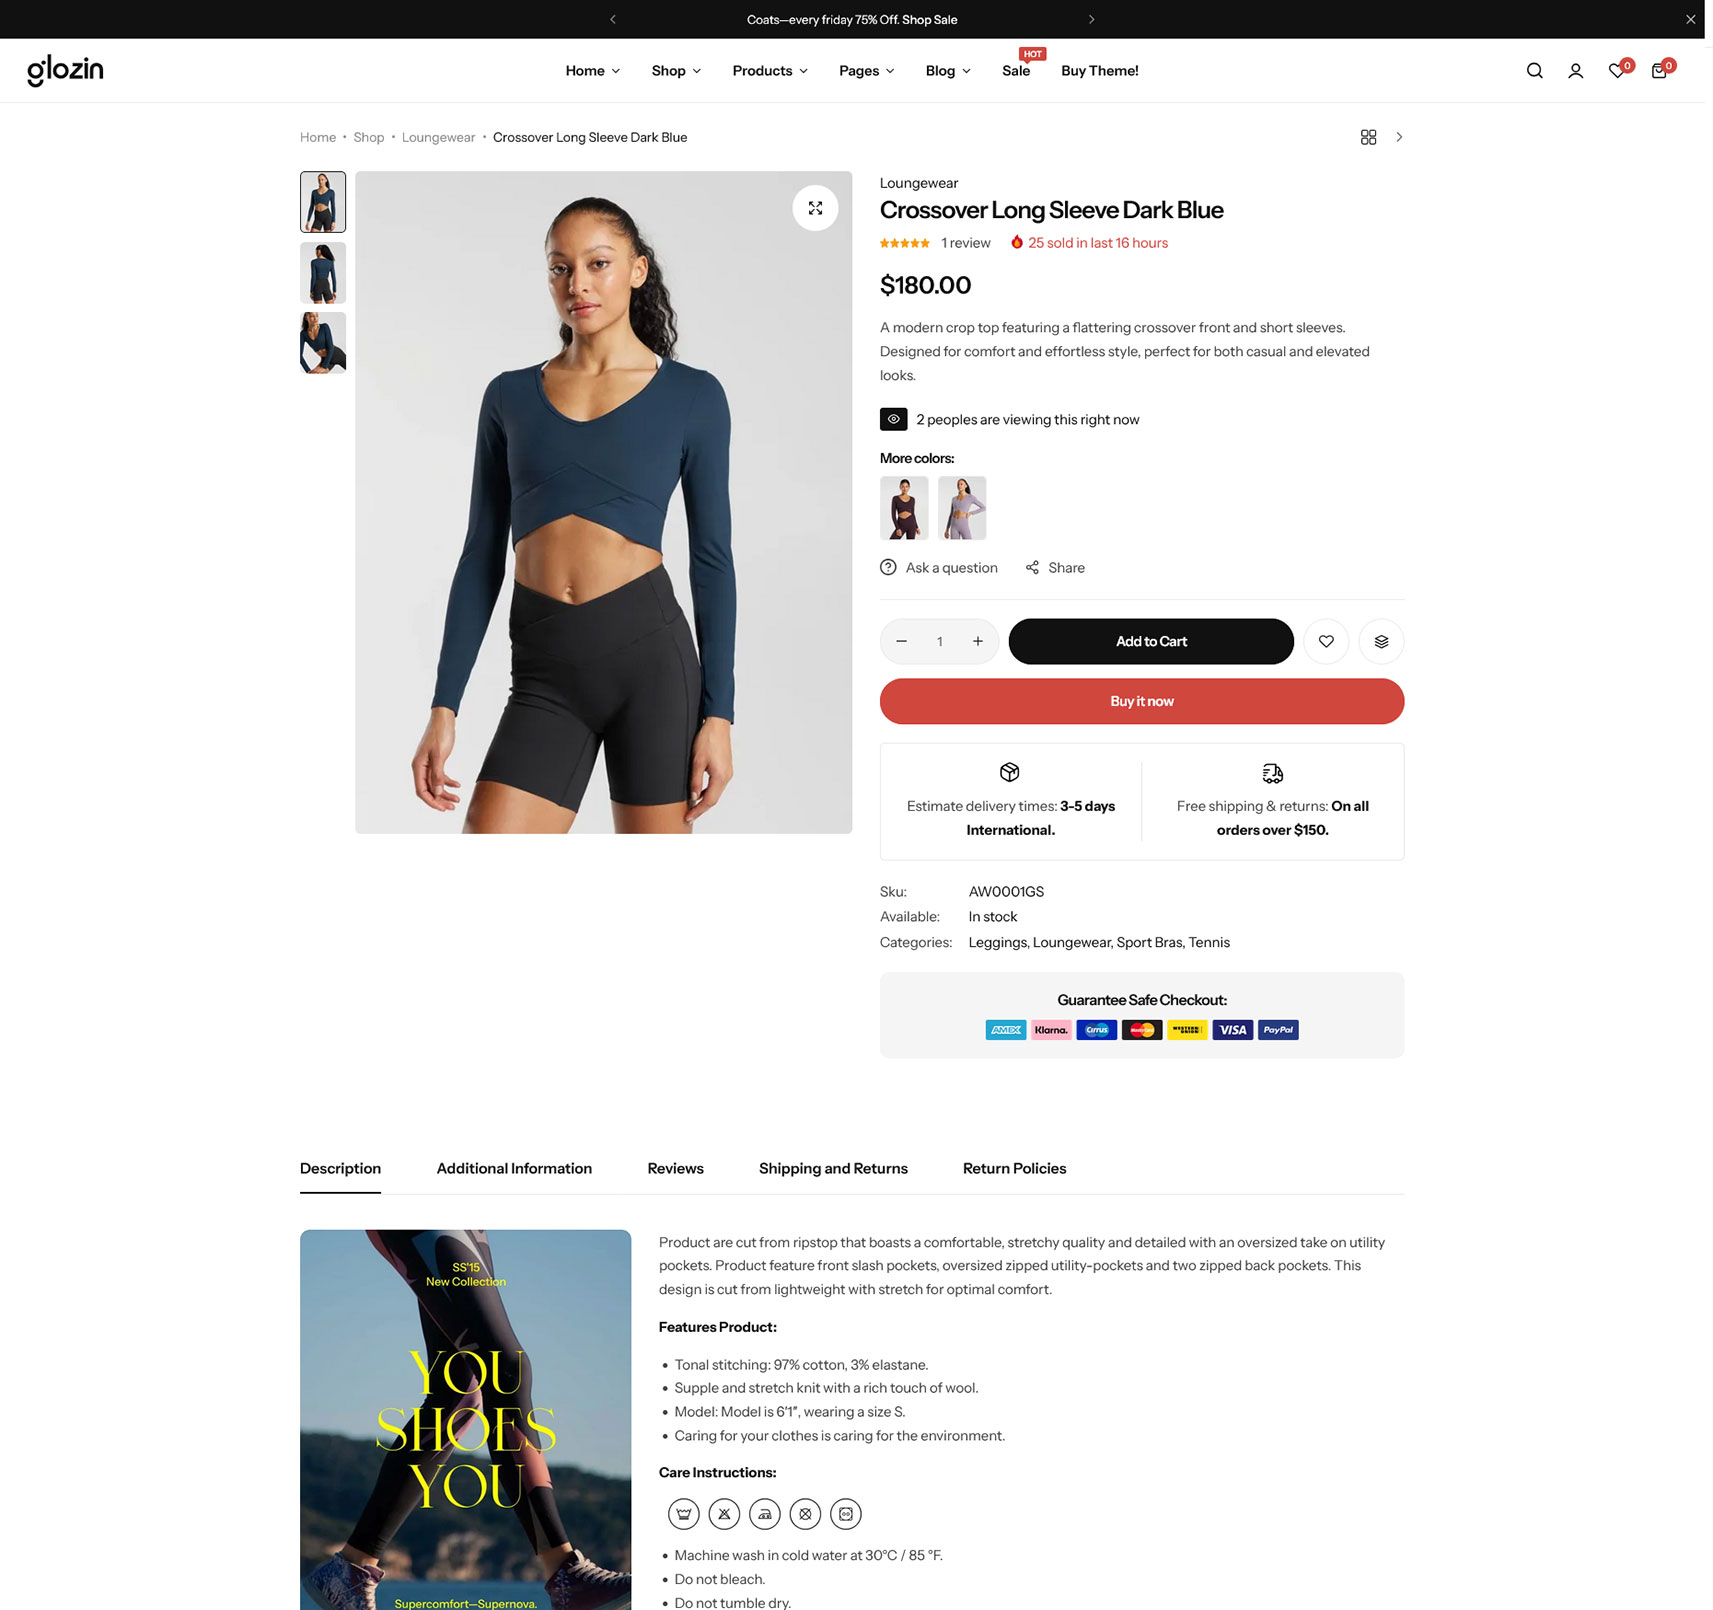 Coats—every friday 75% Off. Shop Sale
glozin
Home
Shop
Products
Pages
Blog
Sale
HOT
Buy Theme!
0
0
Home • Shop • Loungewear • Crossover Long Sleeve Dark Blue
Loungewear
Crossover Long Sleeve Dark Blue
1 review
25 sold in last 16 hours
$180.00
A modern crop top featuring a flattering crossover front and short sleeves.
Designed for comfort and effortless style, perfect for both casual and elevated
looks.
2 peoples are viewing this right now
More colors:
Ask a question
Share
1
Add to Cart
Buy it now
Estimate delivery times: 3-5 days
International.
Free shipping & returns: On all
orders over $150.
Sku: AW0001GS
Available: In stock
Categories: Leggings, Loungewear, Sport Bras, Tennis
Guarantee Safe Checkout:
AMEX Klarna. Cirrus MasterCard WESTERN UNION VISA PayPal
Description
Additional Information
Reviews
Shipping and Returns
Return Policies
SS'15
New Collection
YOU
SHOES
YOU
Supercomfort—Supernova.
Product are cut from ripstop that boasts a comfortable, stretchy quality and detailed with an oversized take on utility
pockets. Product feature front slash pockets, oversized zipped utility-pockets and two zipped back pockets. This
design is cut from lightweight with stretch for optimal comfort.
Features Product:
• Tonal stitching: 97% cotton, 3% elastane.
• Supple and stretch knit with a rich touch of wool.
• Model: Model is 6′1″, wearing a size S.
• Caring for your clothes is caring for the environment.
Care Instructions:
• Machine wash in cold water at 30ºC / 85 ºF.
• Do not bleach.
• Do not tumble dry.